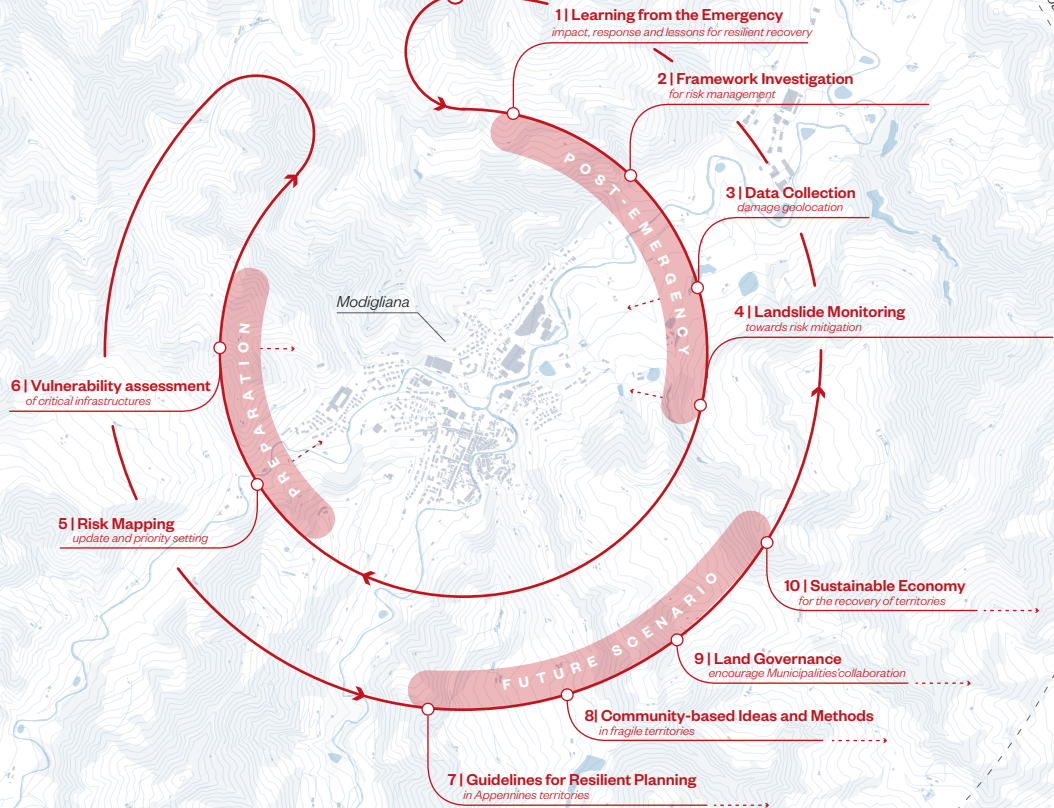 1 | Learning from the Emergency
impact, response and lessons for resilient recovery
2 | Framework Investigation
for risk management
POST-EMERGENCY
3 | Data Collection
damage geolocation
Modigliana
4 | Landslide Monitoring
towards risk mitigation
PREPARATION
6 | Vulnerability assessment
of critical infrastructures
5 | Risk Mapping
update and priority setting
FUTURE SCENARIO
10 | Sustainable Economy
for the recovery of territories
9 | Land Governance
encourage Municipalities'collaboration
8| Community-based Ideas and Methods
in fragile territories
7 | Guidelines for Resilient Planning
in Appennines territories